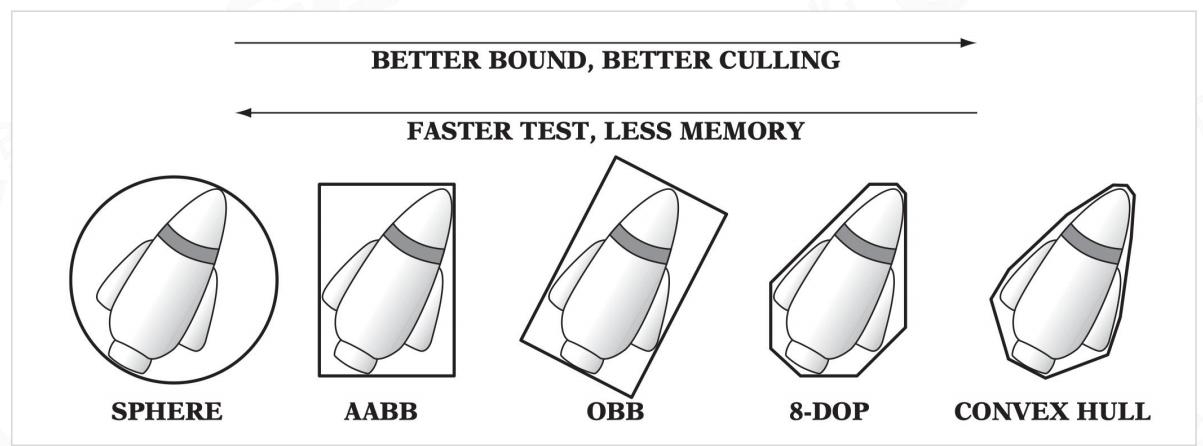 BETTER BOUND, BETTER CULLING
FASTER TEST, LESS MEMORY
SPHERE AABB OBB 8-DOP CONVEX HULL